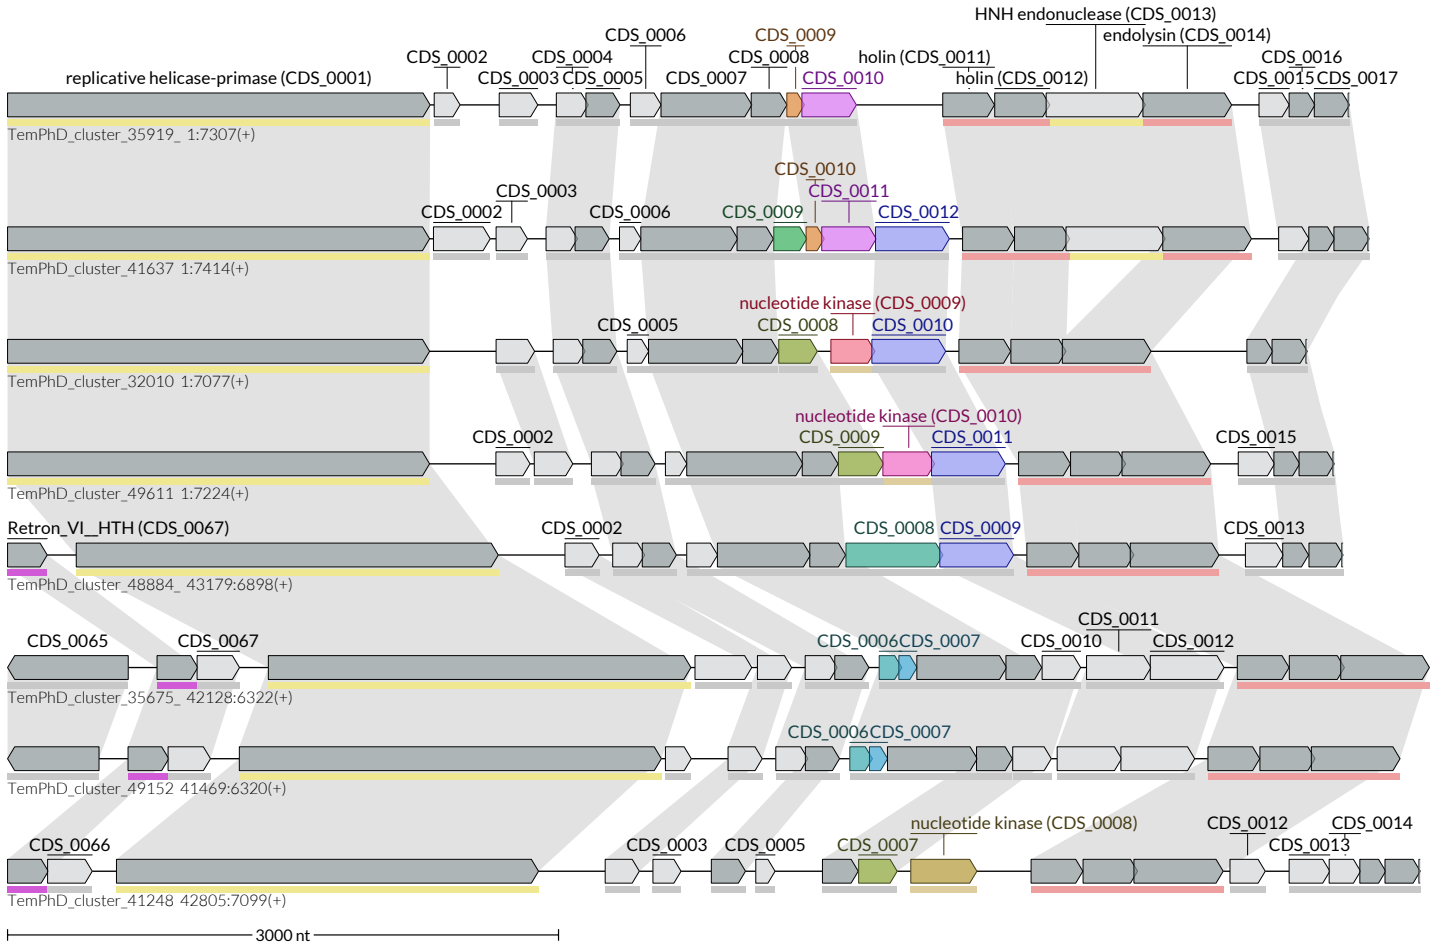 HNH endonuclease (CDS_0013)
CDS_0006 CDS_0009 endolysin (CDS_0014)
CDS_0002 CDS_0004 CDS_0008 holin (CDS_0011) CDS_0016
replicative helicase-primase (CDS_0001) CDS_0003 CDS_0005 CDS_0007 CDS_0010 holin (CDS_0012) CDS_0015 CDS_0017
TemPhD_cluster_35919_ 1:7307(+)
CDS_0010
CDS_0003 CDS_0011
CDS_0002 CDS_0006 CDS_0009 CDS_0012
TemPhD_cluster_41637 1:7414(+)
nucleotide kinase (CDS_0009)
CDS_0005 CDS_0008 CDS_0010
TemPhD_cluster_32010 1:7077(+)
nucleotide kinase (CDS_0010)
CDS_0002 CDS_0009 CDS_0011 CDS_0015
TemPhD_cluster_49611 1:7224(+)
Retron_VI__HTH (CDS_0067) CDS_0002 CDS_0008 CDS_0009 CDS_0013
TemPhD_cluster_48884_ 43179:6898(+)
CDS_0011
CDS_0065 CDS_0067 CDS_0006 CDS_0007 CDS_0010 CDS_0012
TemPhD_cluster_35675_ 42128:6322(+)
CDS_0006 CDS_0007
TemPhD_cluster_49152 41469:6320(+)
nucleotide kinase (CDS_0008) CDS_0012 CDS_0014
CDS_0066 CDS_0003 CDS_0005 CDS_0007 CDS_0013
TemPhD_cluster_41248 42805:7099(+)
3000 nt